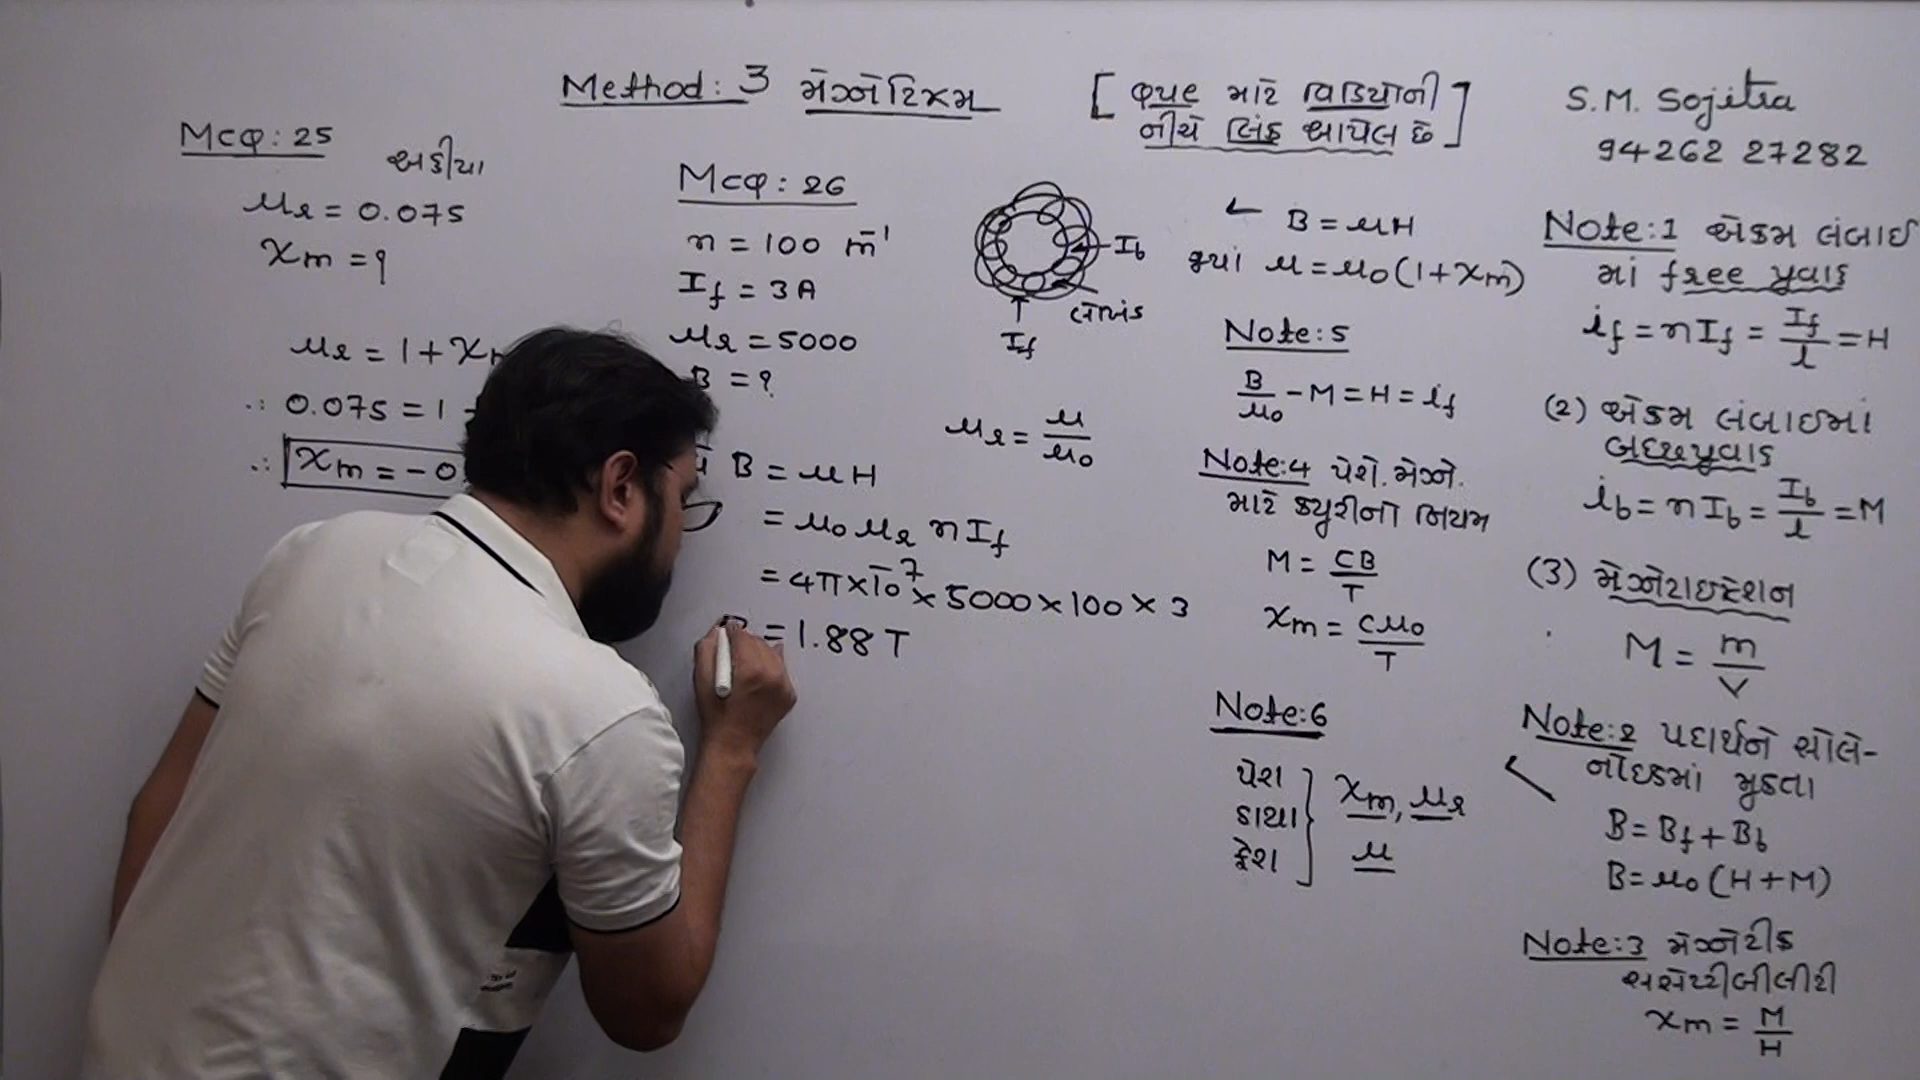 Method: 3 મેગ્નેટિઝમ
[ વધુ માટે વિડિયોની
નીચે લિંક આપેલ છે ]
S.M. Sojitra
94262 27282
MCQ: 25
μr = 0.075
χm = ?
μr = 1 + χm
∴ 0.075 = 1 +
∴ χm = -0
MCQ: 26
n = 100 m⁻¹
If = 3A
μr = 5000
B = ?
Ib
લોખંડ
If
μr = μ/μ0
B = μH
= μ0 μr n If
= 4π×10⁻⁷ × 5000 × 100 × 3
B = 1.88 T
B = μH
જ્યાં μ = μ0(1+χm)
Note: 5
B/μ0 - M = H = if
Note: 4 પેરા. મેગ્ને.
માટે ક્યુરીનો નિયમ
M = CB/T
χm = Cμ0/T
Note: 6
પેરા
ડાયા
ફેરો
χm, μr
μ
Note: 1 એકમ લંબાઈ
માં free પ્રવાહ
if = nIf = If/l = H
(2) એકમ લંબાઈમાં
બદ્ધપ્રવાહ
ib = nIb = Ib/l = M
(3) મેગ્નેટાઇઝેશન
M = m/V
Note: 2 પદાર્થને સોલે-
નોઇડમાં મુકતા
B = Bf + Bb
B = μ0 (H+M)
Note: 3 મેગ્નેટીક
સસેપ્ટીબીલીટી
χm = M/H